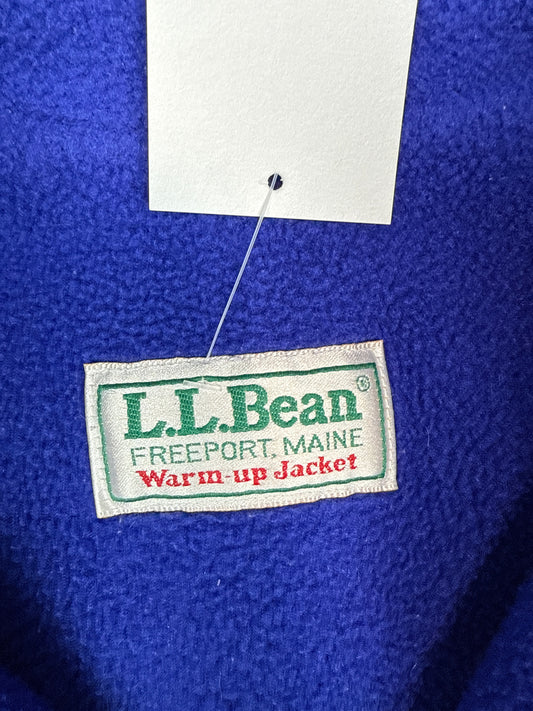 L.L.Bean®
FREEPORT, MAINE
Warm-up Jacket